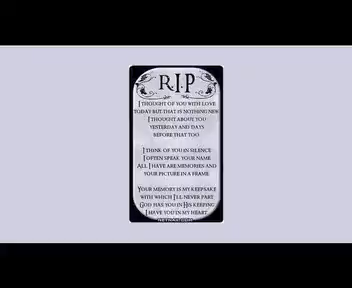 R.I.P
I THOUGHT OF YOU WITH LOVE
TODAY BUT THAT IS NOTHING NEW
I THOUGHT ABOUT YOU
YESTERDAY AND DAYS
BEFORE THAT TOO.
I THINK OF YOU IN SILENCE
I OFTEN SPEAK YOUR NAME
ALL I HAVE ARE MEMORIES AND
YOUR PICTURE IN A FRAME
YOUR MEMORY IS MY KEEPSAKE
WITH WHICH I'LL NEVER PART
GOD HAS YOU IN HIS KEEPING
I HAVE YOU IN MY HEART